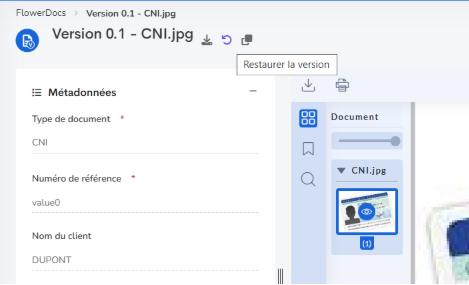 FlowerDocs > Version 0.1 - CNI.jpg
Version 0.1 - CNI.jpg
Restaurer la version
Métadonnées
Type de document *
CNI
Numéro de référence *
value0
Nom du client
DUPONT
Document
CNI.jpg
(1)